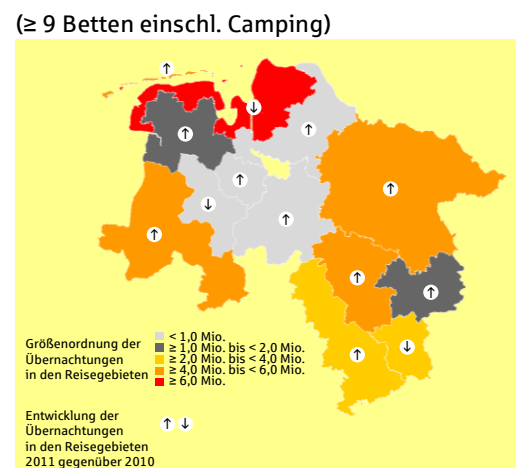 (≥ 9 Betten einschl. Camping)
↑
↓
↑
↑
↑
↑
↓
↑
↑
↑
↑
↑
↓
Größenordnung der
Übernachtungen
in den Reisegebieten
< 1,0 Mio.
≥ 1,0 Mio. bis < 2,0 Mio.
≥ 2,0 Mio. bis < 4,0 Mio.
≥ 4,0 Mio. bis < 6,0 Mio.
≥ 6,0 Mio.
Entwicklung der
Übernachtungen ↑ ↓
in den Reisegebieten
2011 gegenüber 2010